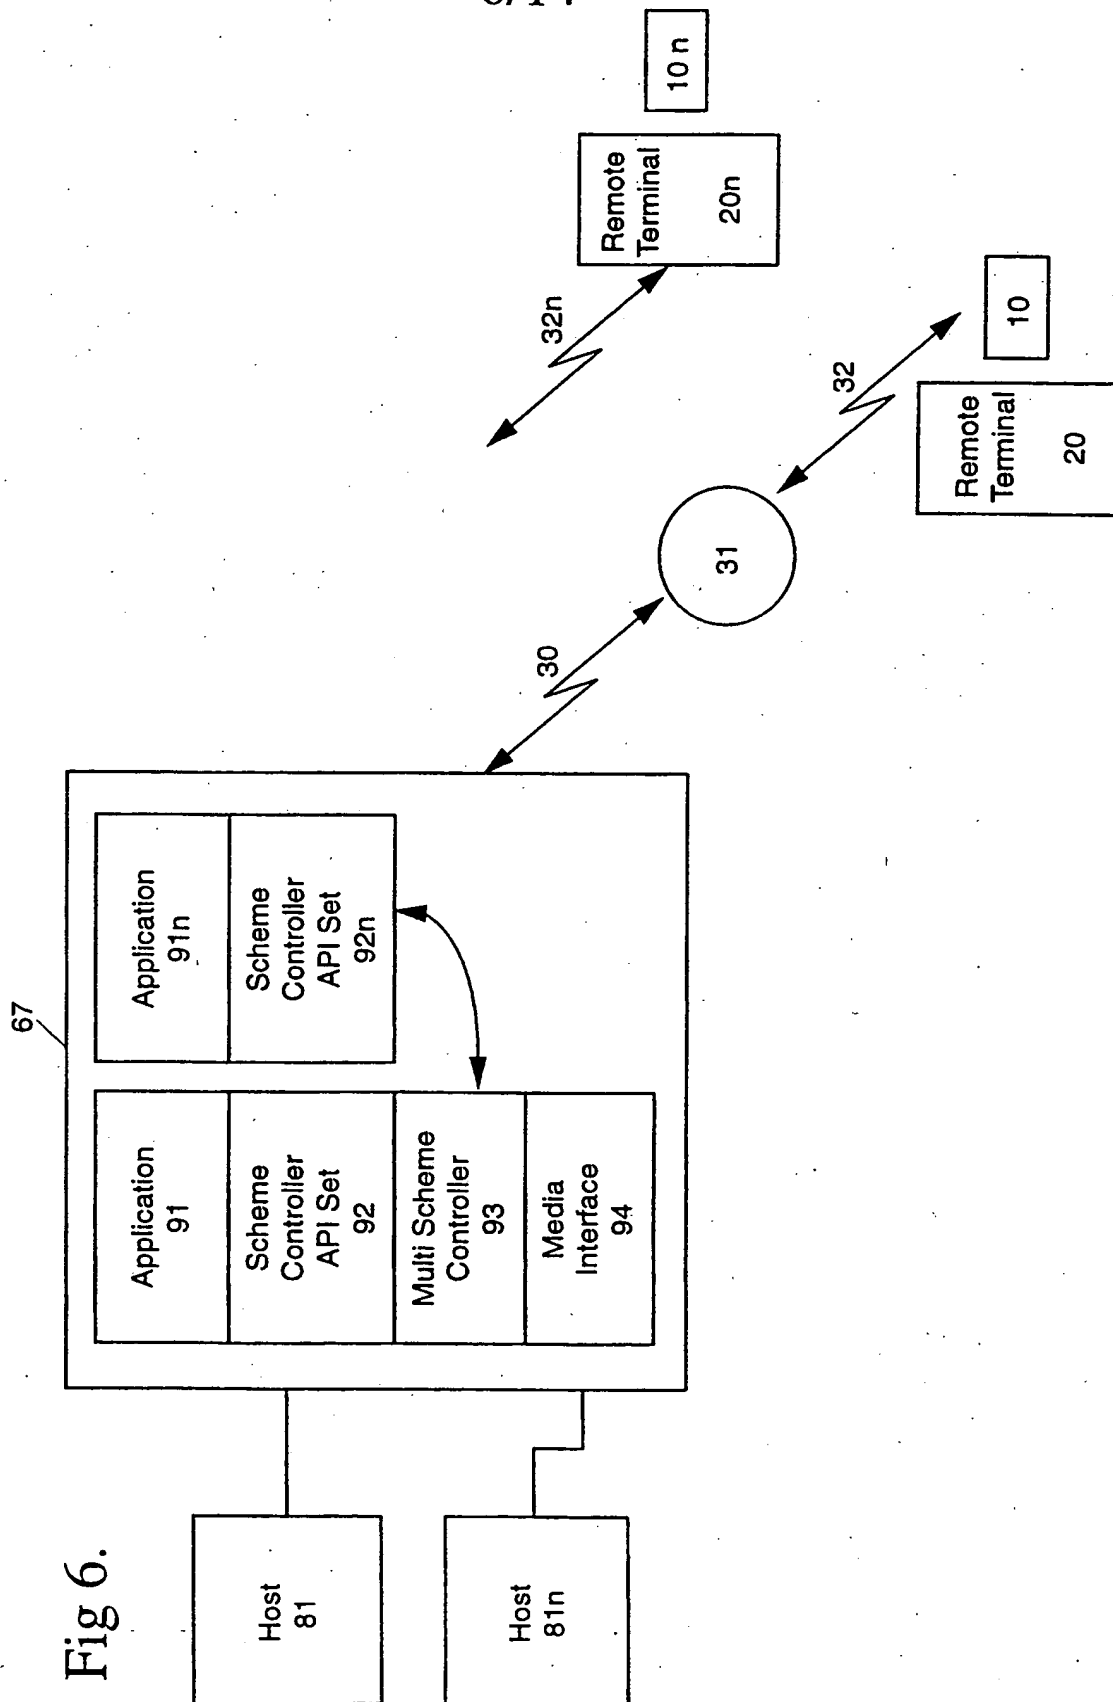 Fig 6.
67
Host
81
Host
81n
Application
91
Scheme
Controller
API Set
92
Multi Scheme
Controller
93
Media
Interface
94
Application
91n
Scheme
Controller
API Set
92n
30
31
32
32n
Remote
Terminal
20
10
Remote
Terminal
20n
10 n